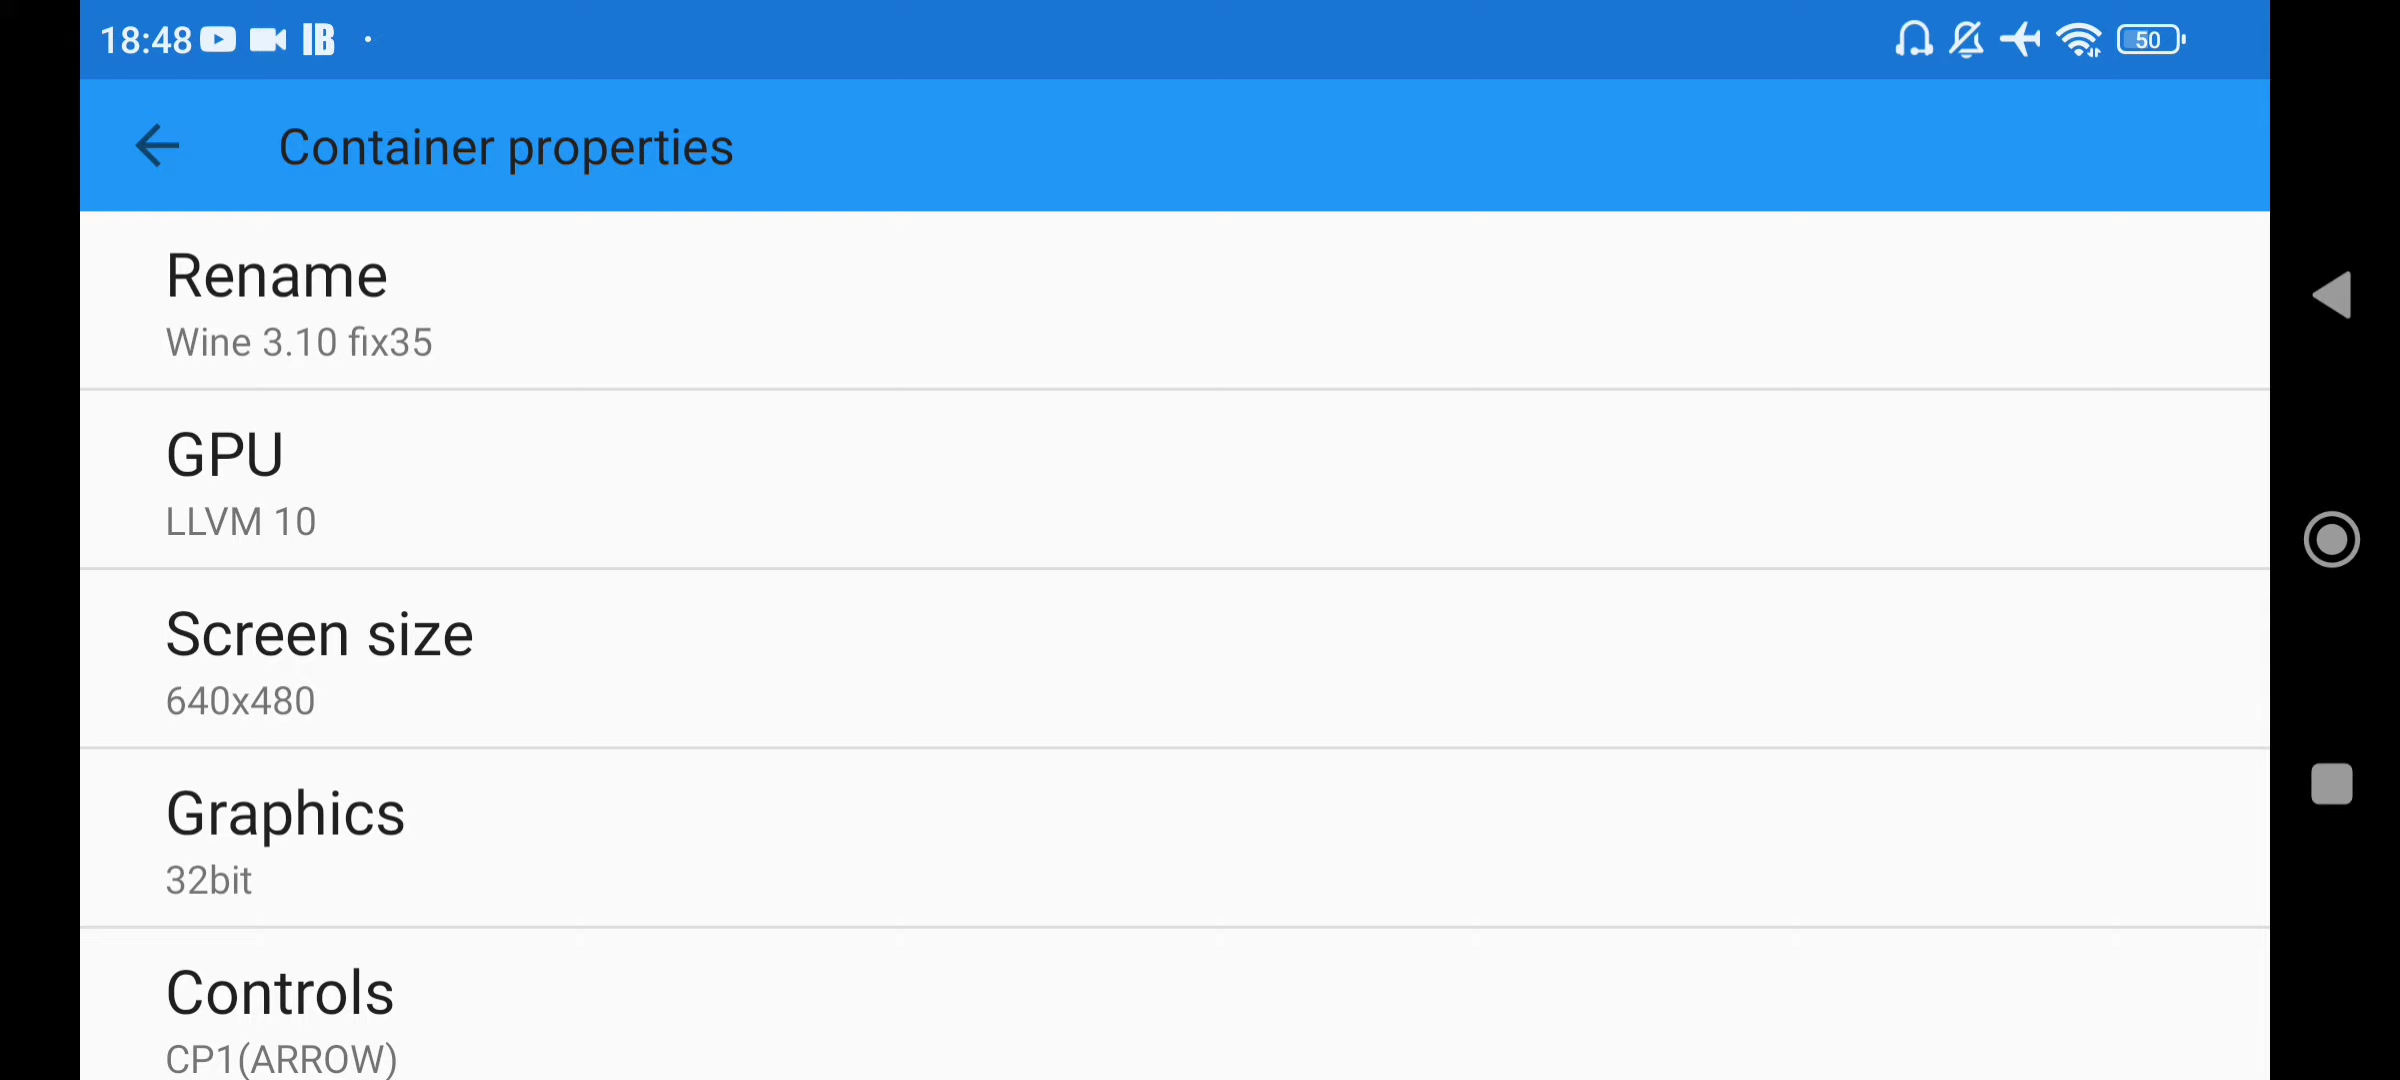 18:48
50
Container properties
Rename
Wine 3.10 fix35
GPU
LLVM 10
Screen size
640x480
Graphics
32bit
Controls
CP1(ARROW)